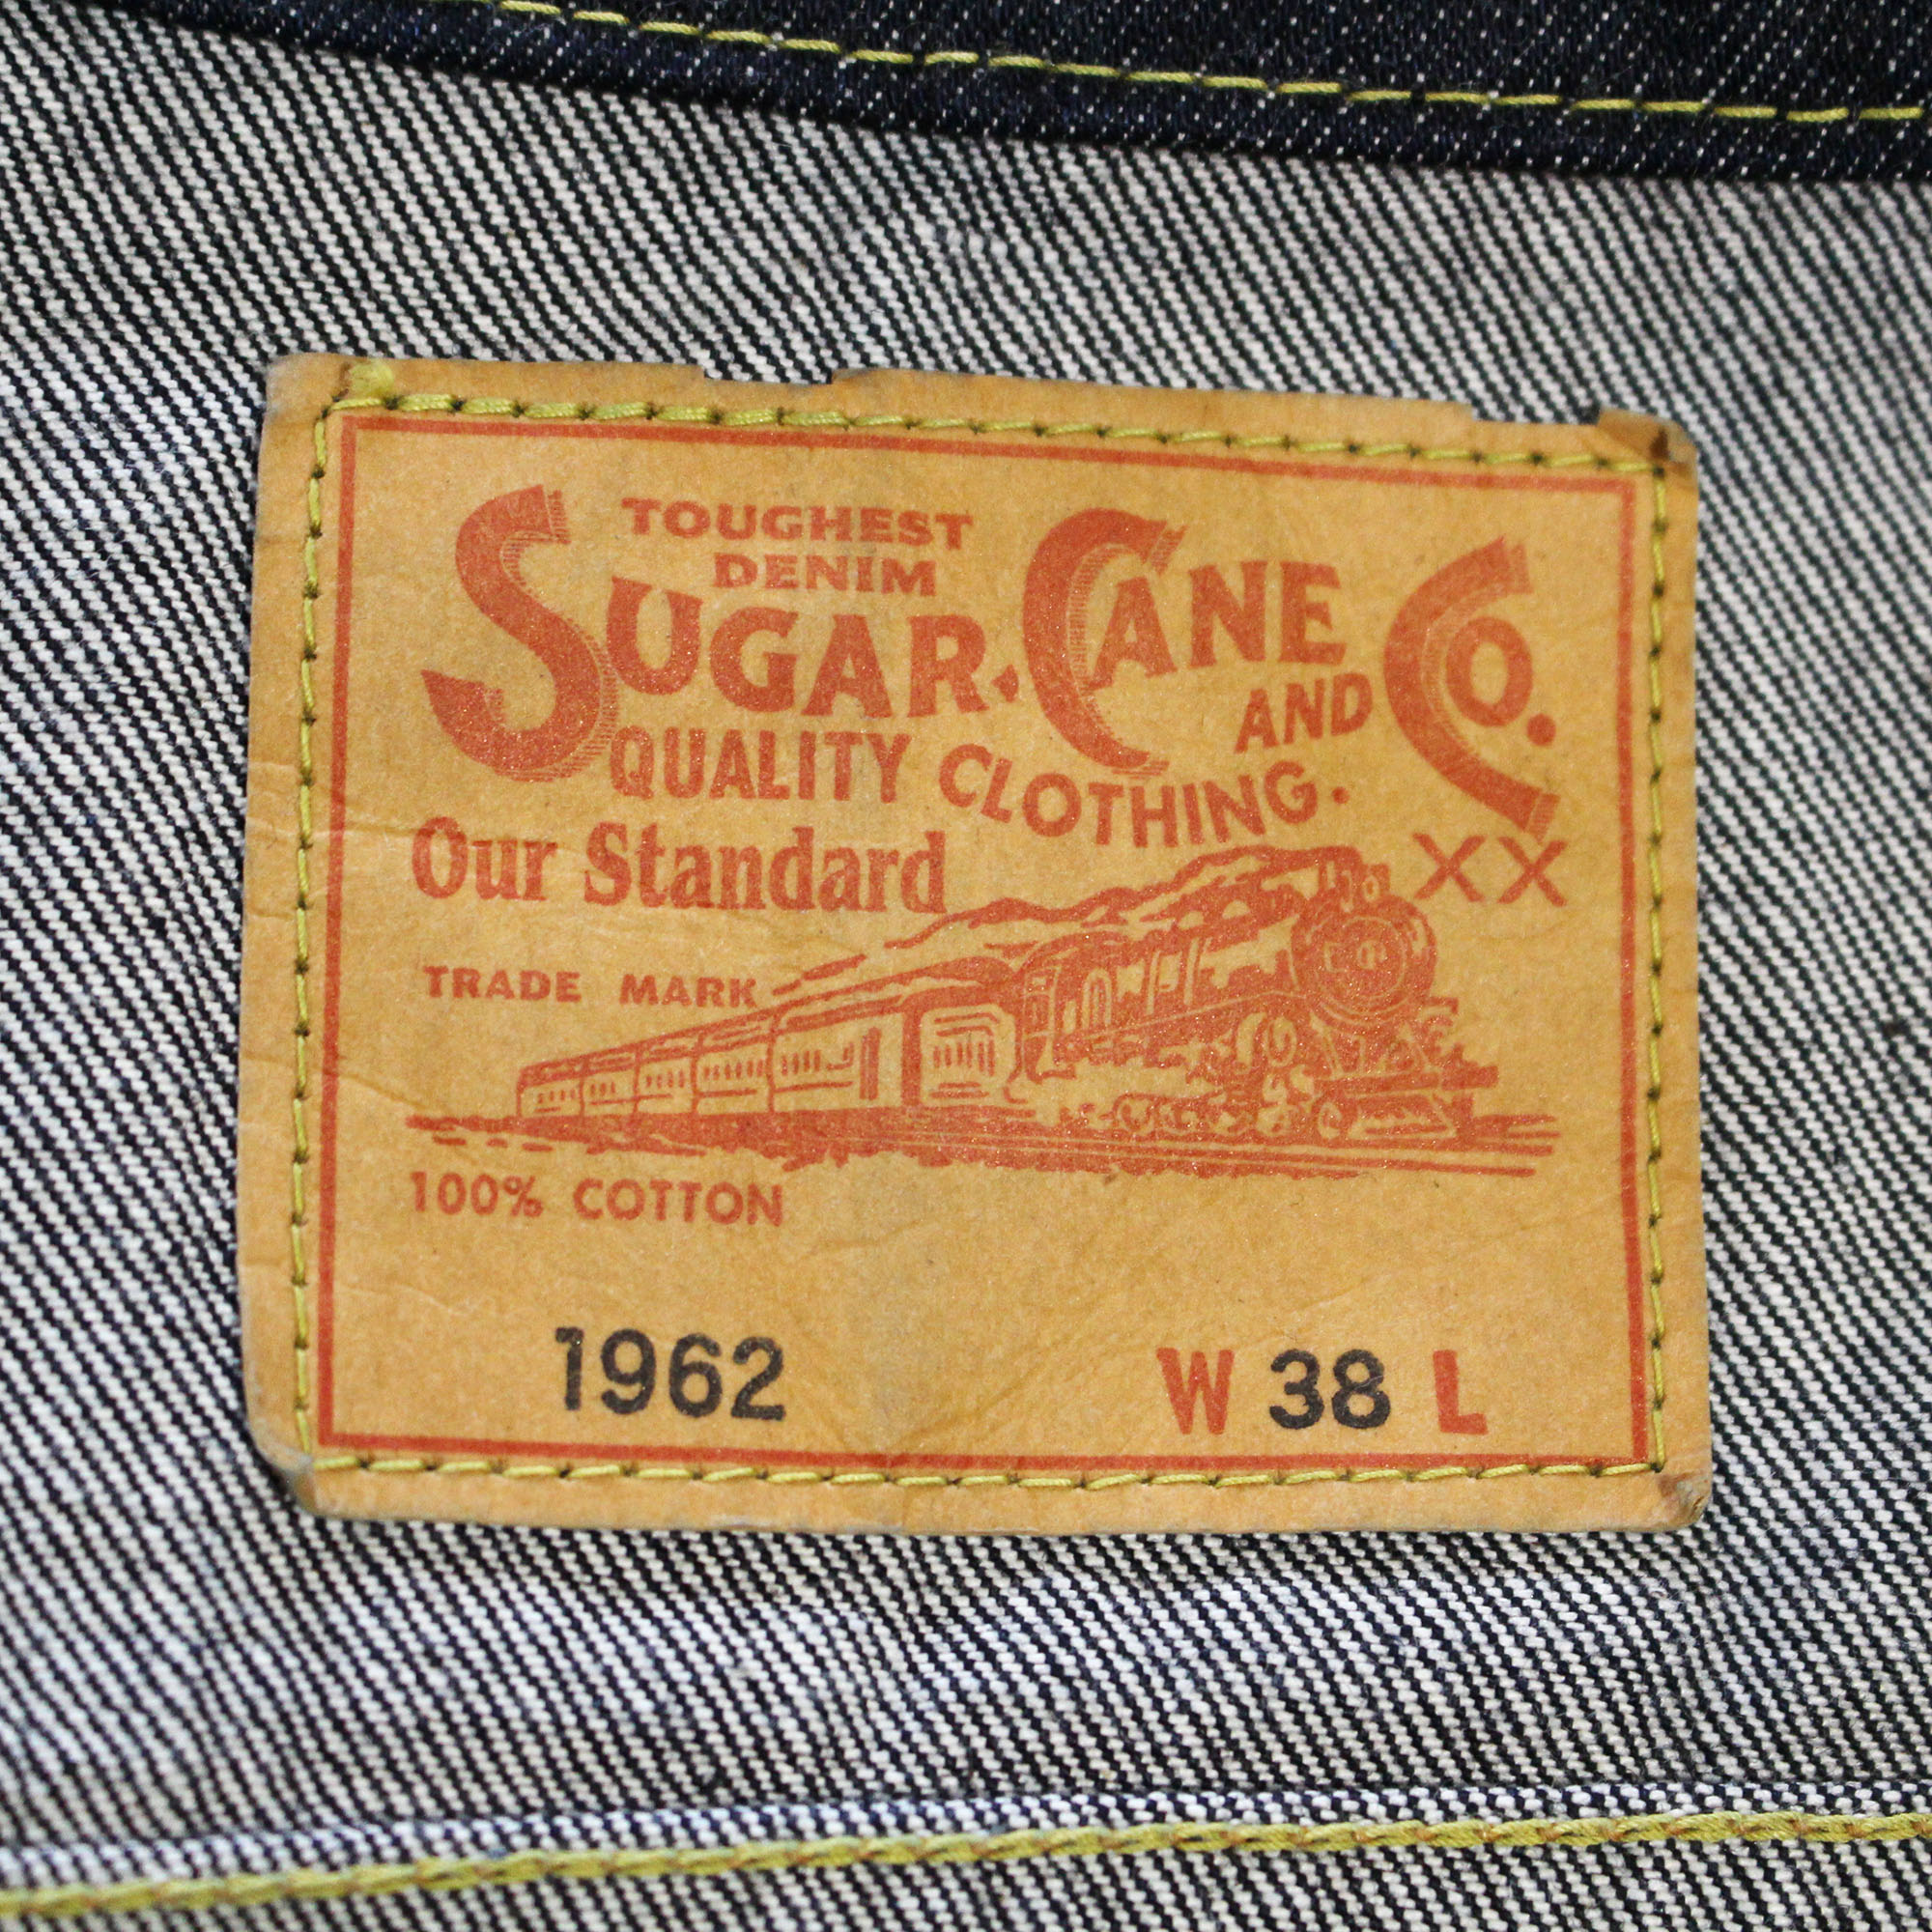 TOUGHEST
DENIM
SUGAR CANE AND CO.
QUALITY CLOTHING.
Our Standard
XX
TRADE MARK
100% COTTON
1962 W 38 L